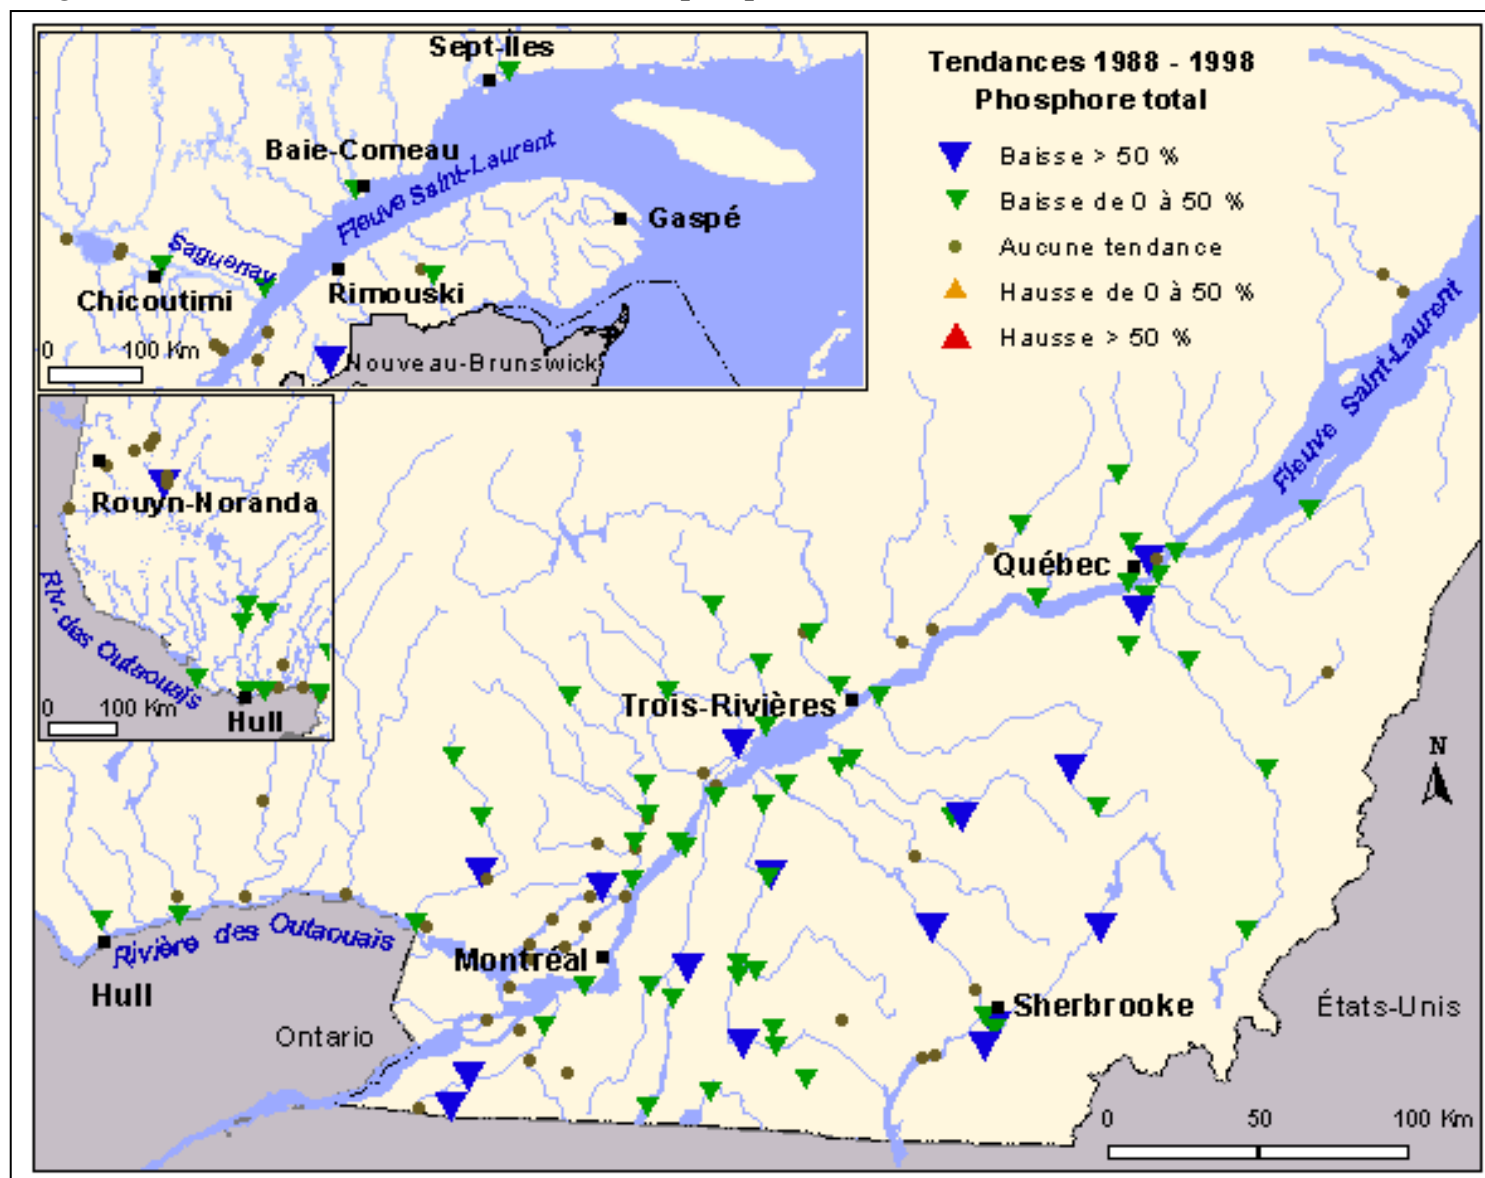 Sept-Îles
Baie-Comeau
Fleuve Saint-Laurent
Gaspé
Saguenay
Chicoutimi
Rimouski
0 100 Km
Nouveau-Brunswick
Tendances 1988 - 1998
Phosphore total
Baisse > 50 %
Baisse de 0 à 50 %
Aucune tendance
Hausse de 0 à 50 %
Hausse > 50 %
Rouyn-Noranda
Riv. des Outaouais
0 100 Km
Hull
Fleuve Saint-Laurent
Québec
Trois-Rivières
N
Rivière des Outaouais
Hull
Montréal
Ontario
Sherbrooke
États-Unis
0 50 100 Km